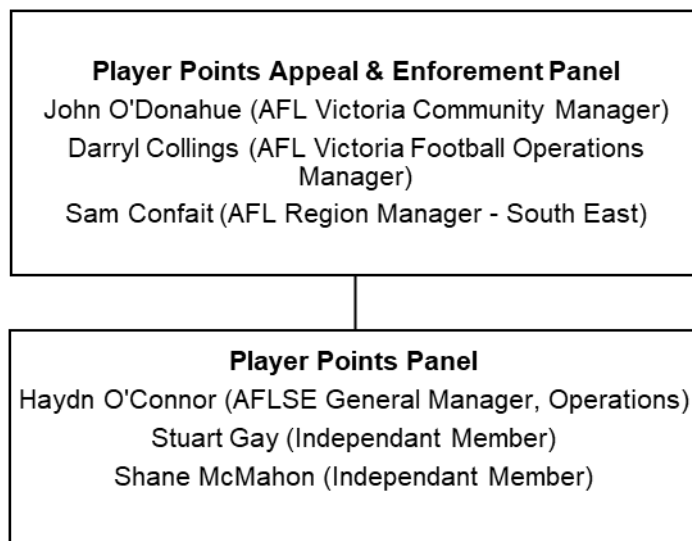 Player Points Appeal & Enforement Panel
John O'Donahue (AFL Victoria Community Manager)
Darryl Collings (AFL Victoria Football Operations
Manager)
Sam Confait (AFL Region Manager - South East)
Player Points Panel
Haydn O'Connor (AFLSE General Manager, Operations)
Stuart Gay (Independant Member)
Shane McMahon (Independant Member)